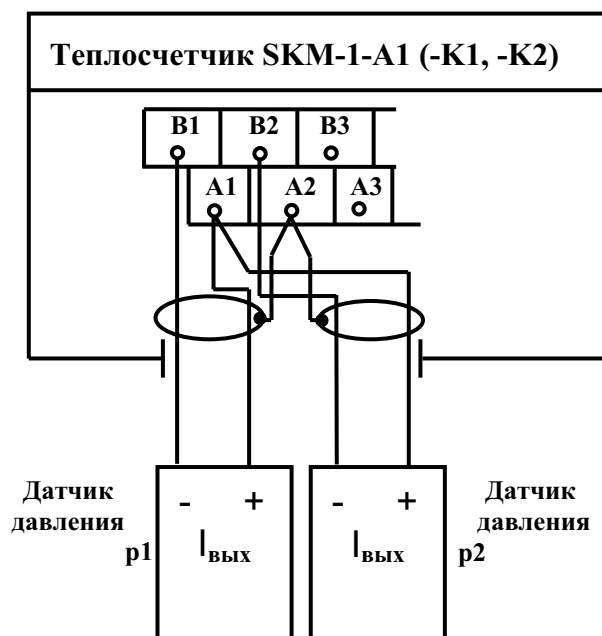 Теплосчетчик SKM-1-A1 (-K1, -K2)
B1 B2 B3
A1 A2 A3
Датчик давления p1
- +
Iвых
- +
Iвых
Датчик давления p2